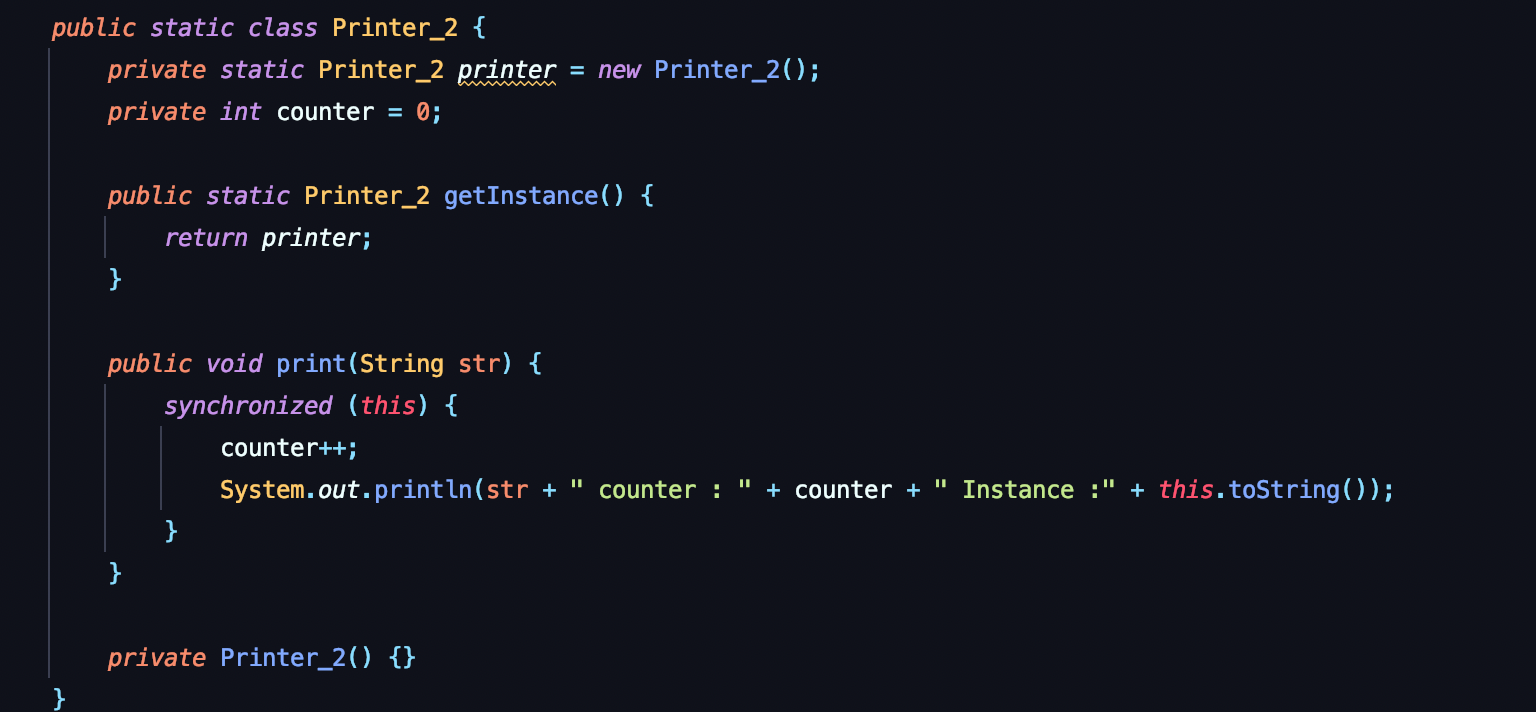 public static class Printer_2 {
    private static Printer_2 printer = new Printer_2();
    private int counter = 0;

    public static Printer_2 getInstance() {
        return printer;
    }

    public void print(String str) {
        synchronized (this) {
            counter++;
            System.out.println(str + " counter : " + counter + " Instance :" + this.toString());
        }
    }

    private Printer_2() {}
}